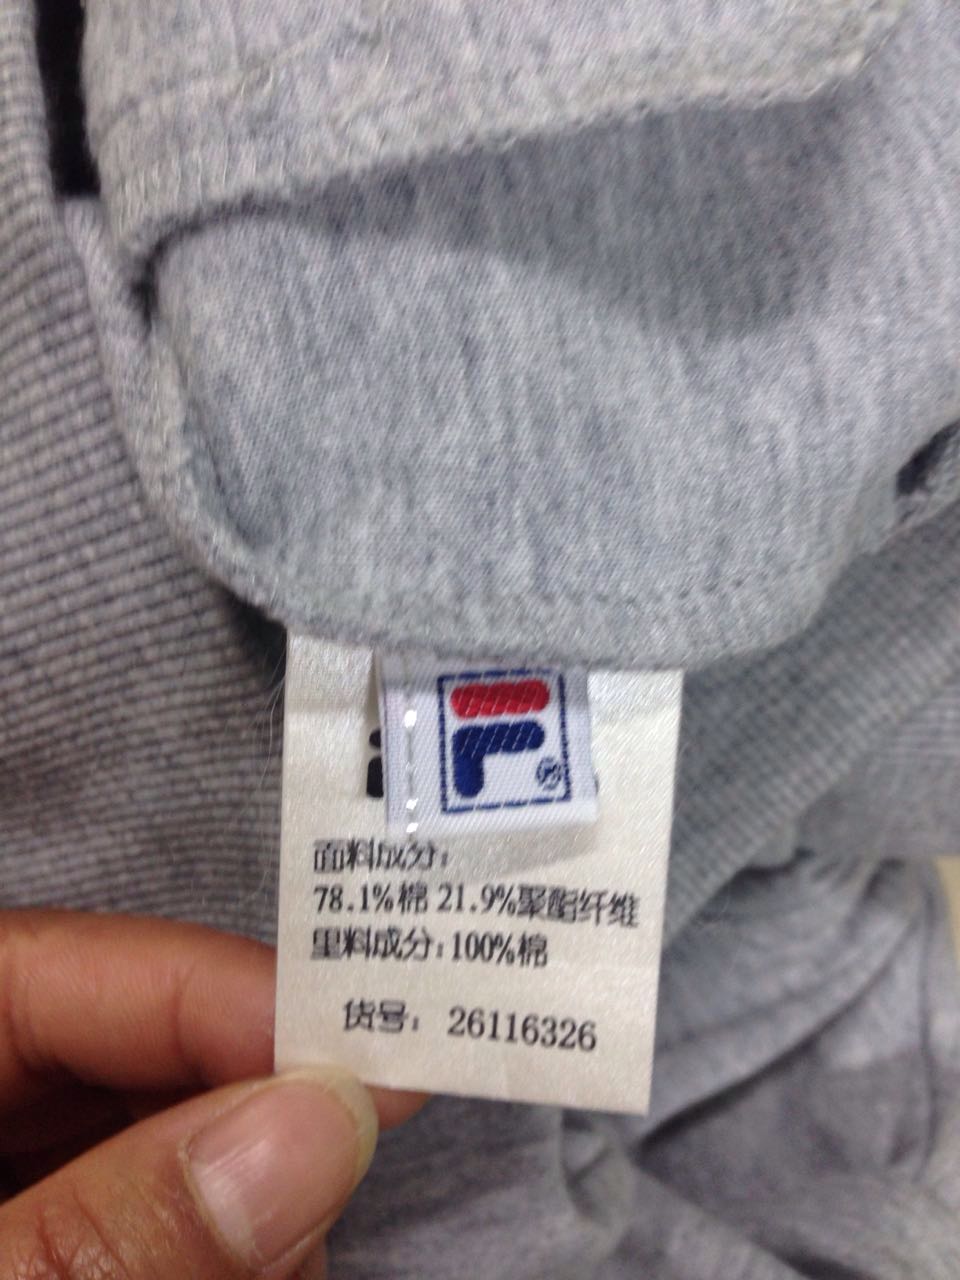 F
®
面料成分:
78.1%棉 21.9%聚酯纤维
里料成分:100%棉
货号: 26116326